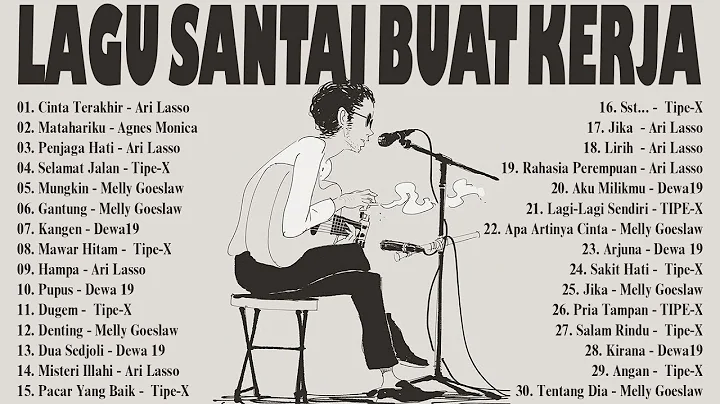 LAGU SANTAI BUAT KERJA
01. Cinta Terakhir - Ari Lasso
02. Matahariku - Agnes Monica
03. Penjaga Hati - Ari Lasso
04. Selamat Jalan - Tipe-X
05. Mungkin - Melly Goeslaw
06. Gantung - Melly Goeslaw
07. Kangen - Dewa19
08. Mawar Hitam - Tipe-X
09. Hampa - Ari Lasso
10. Pupus - Dewa 19
11. Dugem - Tipe-X
12. Denting - Melly Goeslaw
13. Dua Sedjoli - Dewa 19
14. Misteri Illahi - Ari Lasso
15. Pacar Yang Baik - Tipe-X
16. Sst... - Tipe-X
17. Jika - Ari Lasso
18. Lirih - Ari Lasso
19. Rahasia Perempuan - Ari Lasso
20. Aku Milikmu - Dewa19
21. Lagi-Lagi Sendiri - TIPE-X
22. Apa Artinya Cinta - Melly Goeslaw
23. Arjuna - Dewa 19
24. Sakit Hati - Tipe-X
25. Jika - Melly Goeslaw
26. Pria Tampan - TIPE-X
27. Salam Rindu - Tipe-X
28. Kirana - Dewa19
29. Angan - Tipe-X
30. Tentang Dia - Melly Goeslaw